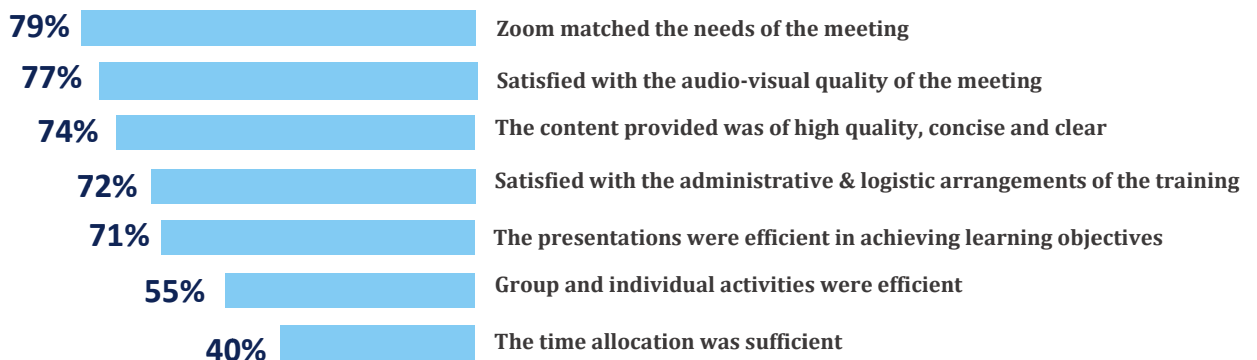 79% Zoom matched the needs of the meeting
77% Satisfied with the audio-visual quality of the meeting
74% The content provided was of high quality, concise and clear
72% Satisfied with the administrative & logistic arrangements of the training
71% The presentations were efficient in achieving learning objectives
55% Group and individual activities were efficient
40% The time allocation was sufficient